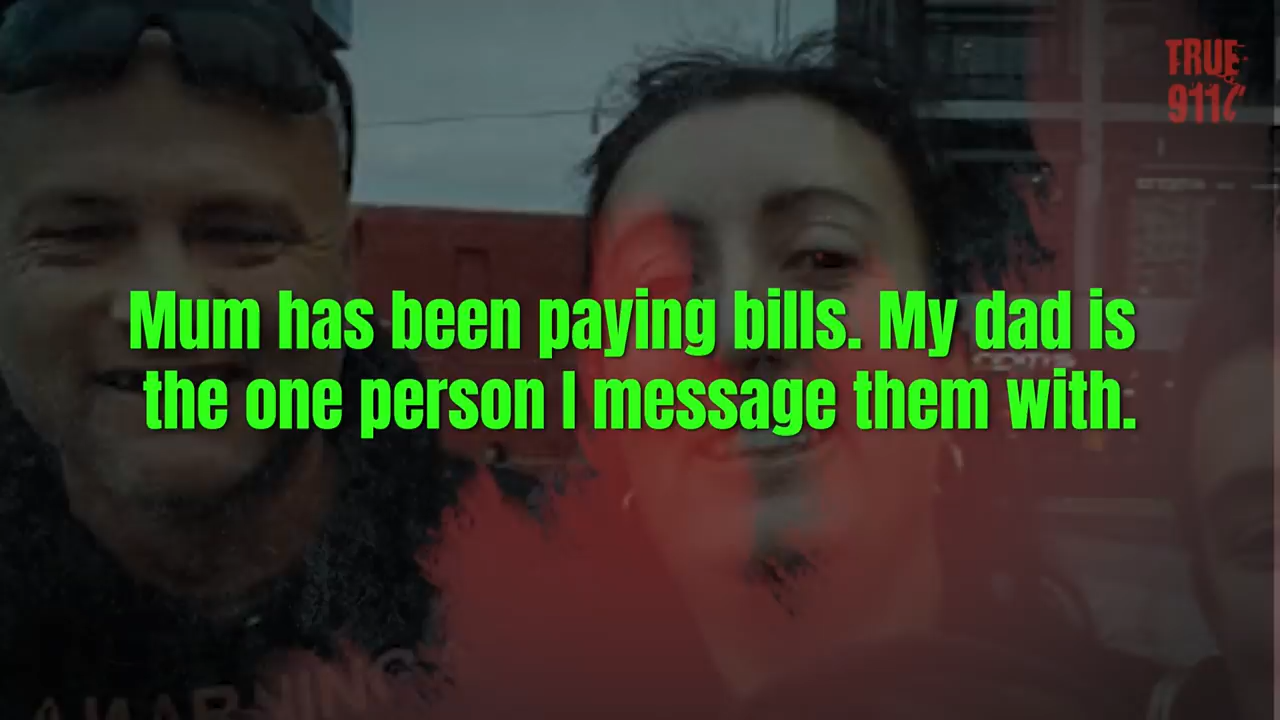 TRUE
911
Mum has been paying bills. My dad is
the one person I message them with.